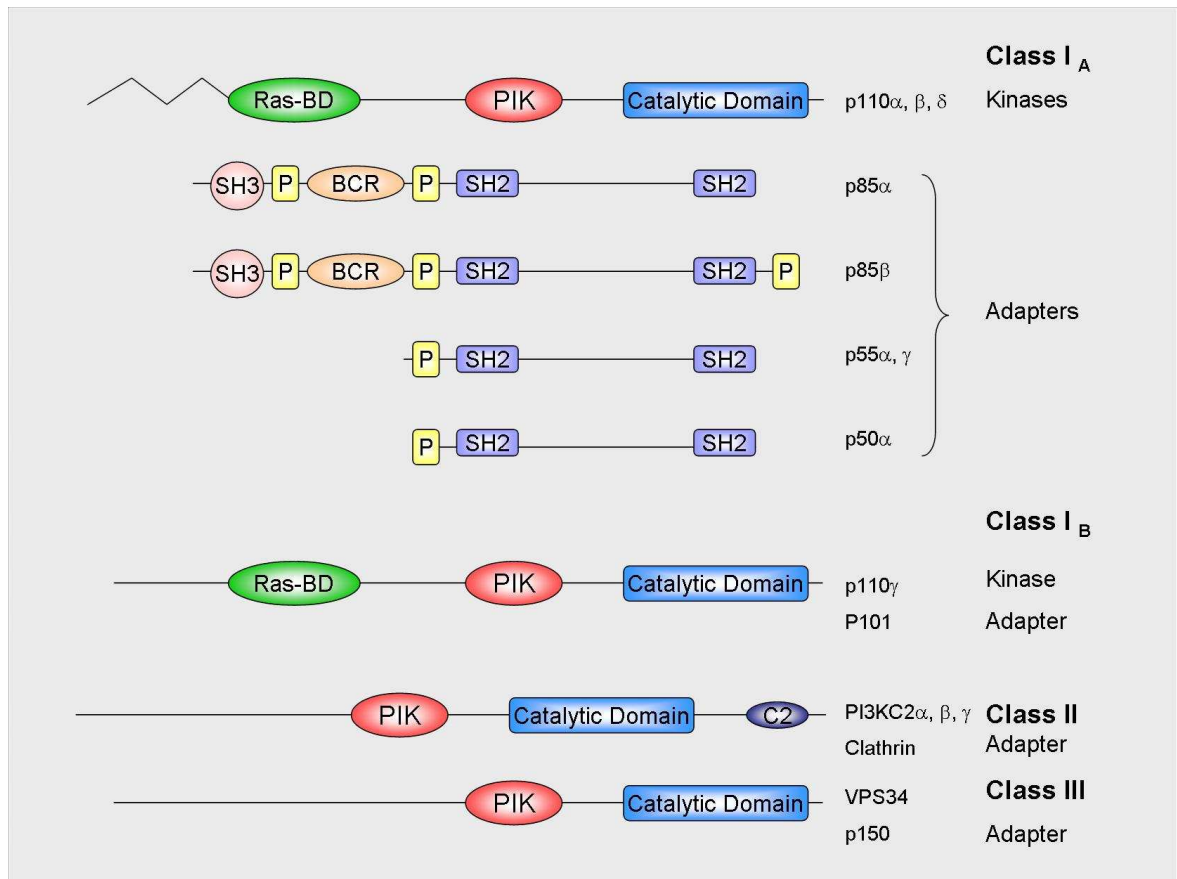 Class I A
Ras-BD PIK Catalytic Domain p110α, β, δ Kinases
SH3 P BCR P SH2 SH2 p85α
SH3 P BCR P SH2 SH2 P p85β
Adapters
P SH2 SH2 p55α, γ
P SH2 SH2 p50α
Class I B
Ras-BD PIK Catalytic Domain p110γ Kinase
P101 Adapter
PIK Catalytic Domain C2 PI3KC2α, β, γ Class II
Clathrin Adapter
PIK Catalytic Domain VPS34 Class III
p150 Adapter